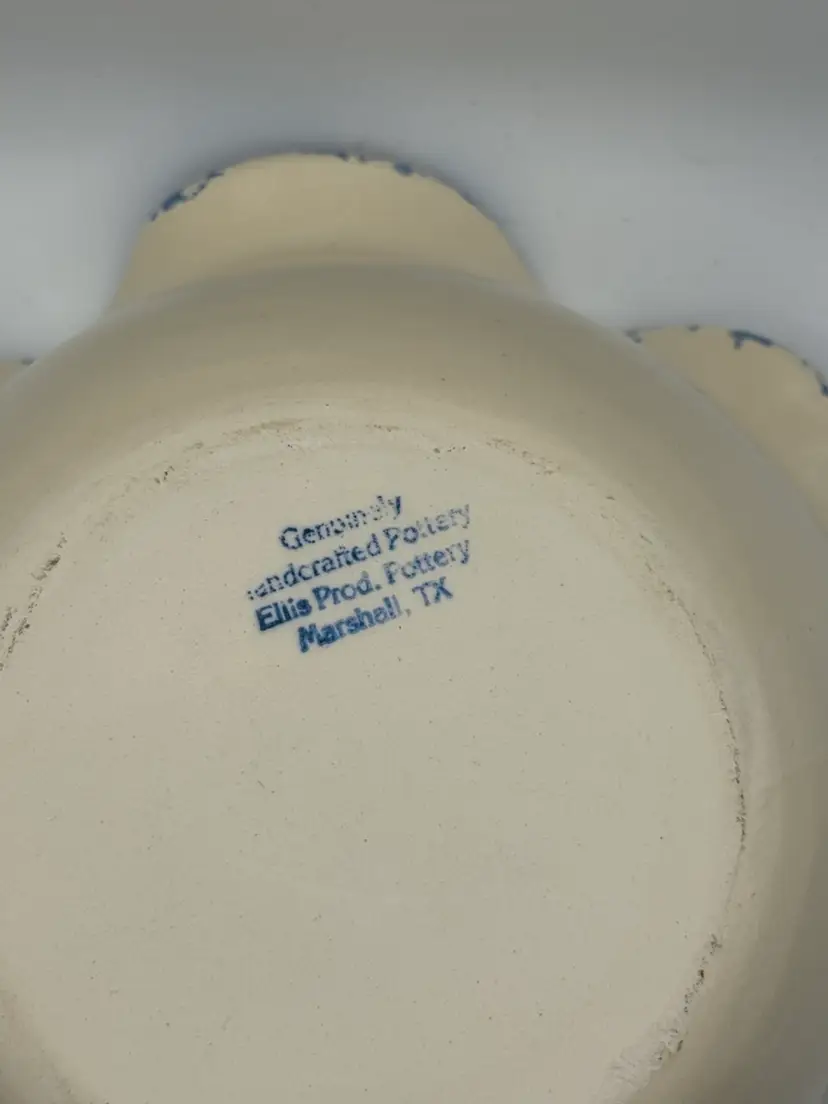 Genuinely
Handcrafted Pottery
Ellis Prod. Pottery
Marshall, TX